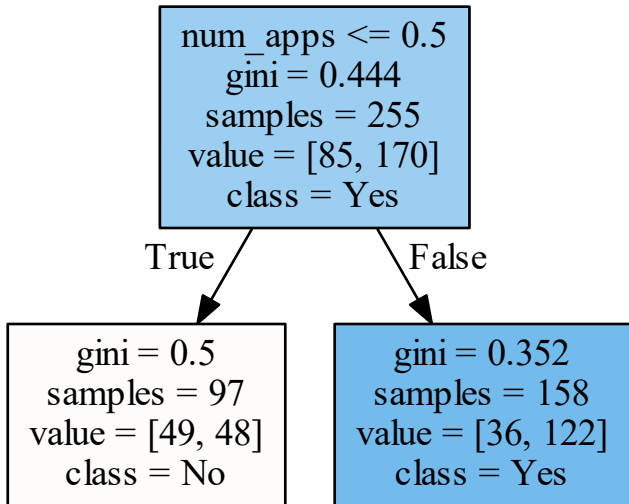 num_apps <= 0.5
gini = 0.444
samples = 255
value = [85, 170]
class = Yes
True
False
gini = 0.5
samples = 97
value = [49, 48]
class = No
gini = 0.352
samples = 158
value = [36, 122]
class = Yes